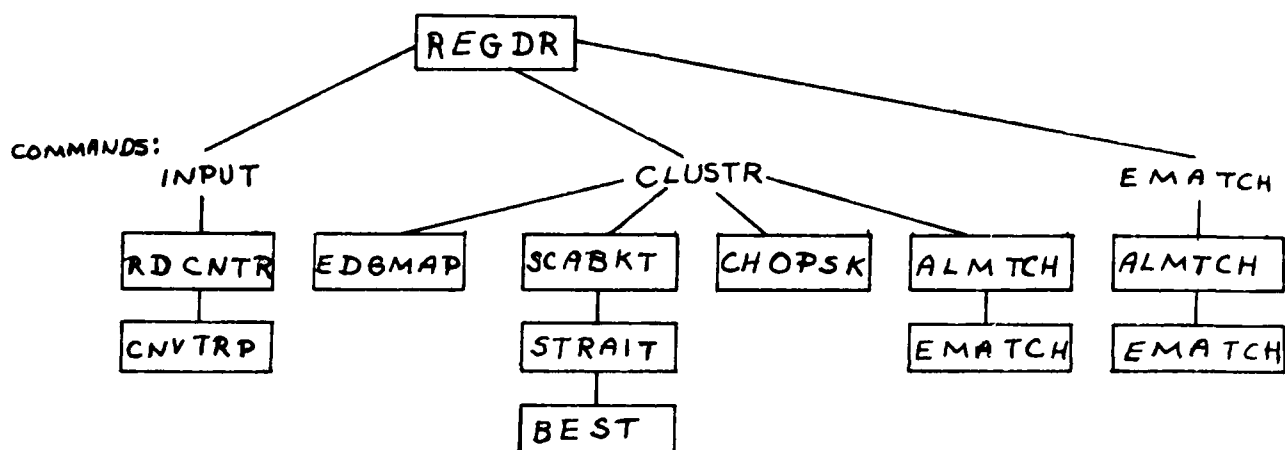 REGDR
COMMANDS:
INPUT CLUSTR EMATCH
RDCNTR EDGMAP SCABKT CHOPSK ALMTCH ALMTCH
CNVTRP STRAIT EMATCH EMATCH
BEST